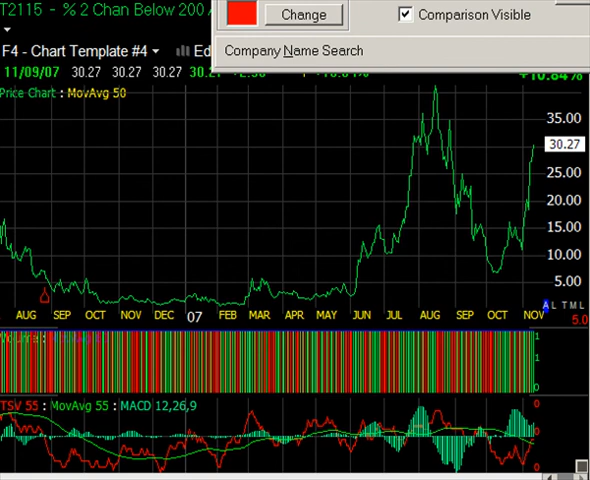 T2115 - % 2 Chan Below 200
Change
Comparison Visible
F4 - Chart Template #4
Company Name Search
11/09/07 30.27 30.27 30.27
+10.84%
Price Chart : MovAvg 50
35.00
30.27
25.00
20.00
15.00
10.00
5.00
A L T M L
AUG SEP OCT NOV DEC 07 FEB MAR APR MAY JUN JUL AUG SEP OCT NOV
5.0
1
1
0
TSV 55 : MovAvg 55 : MACD 12,26,9
0
0
0